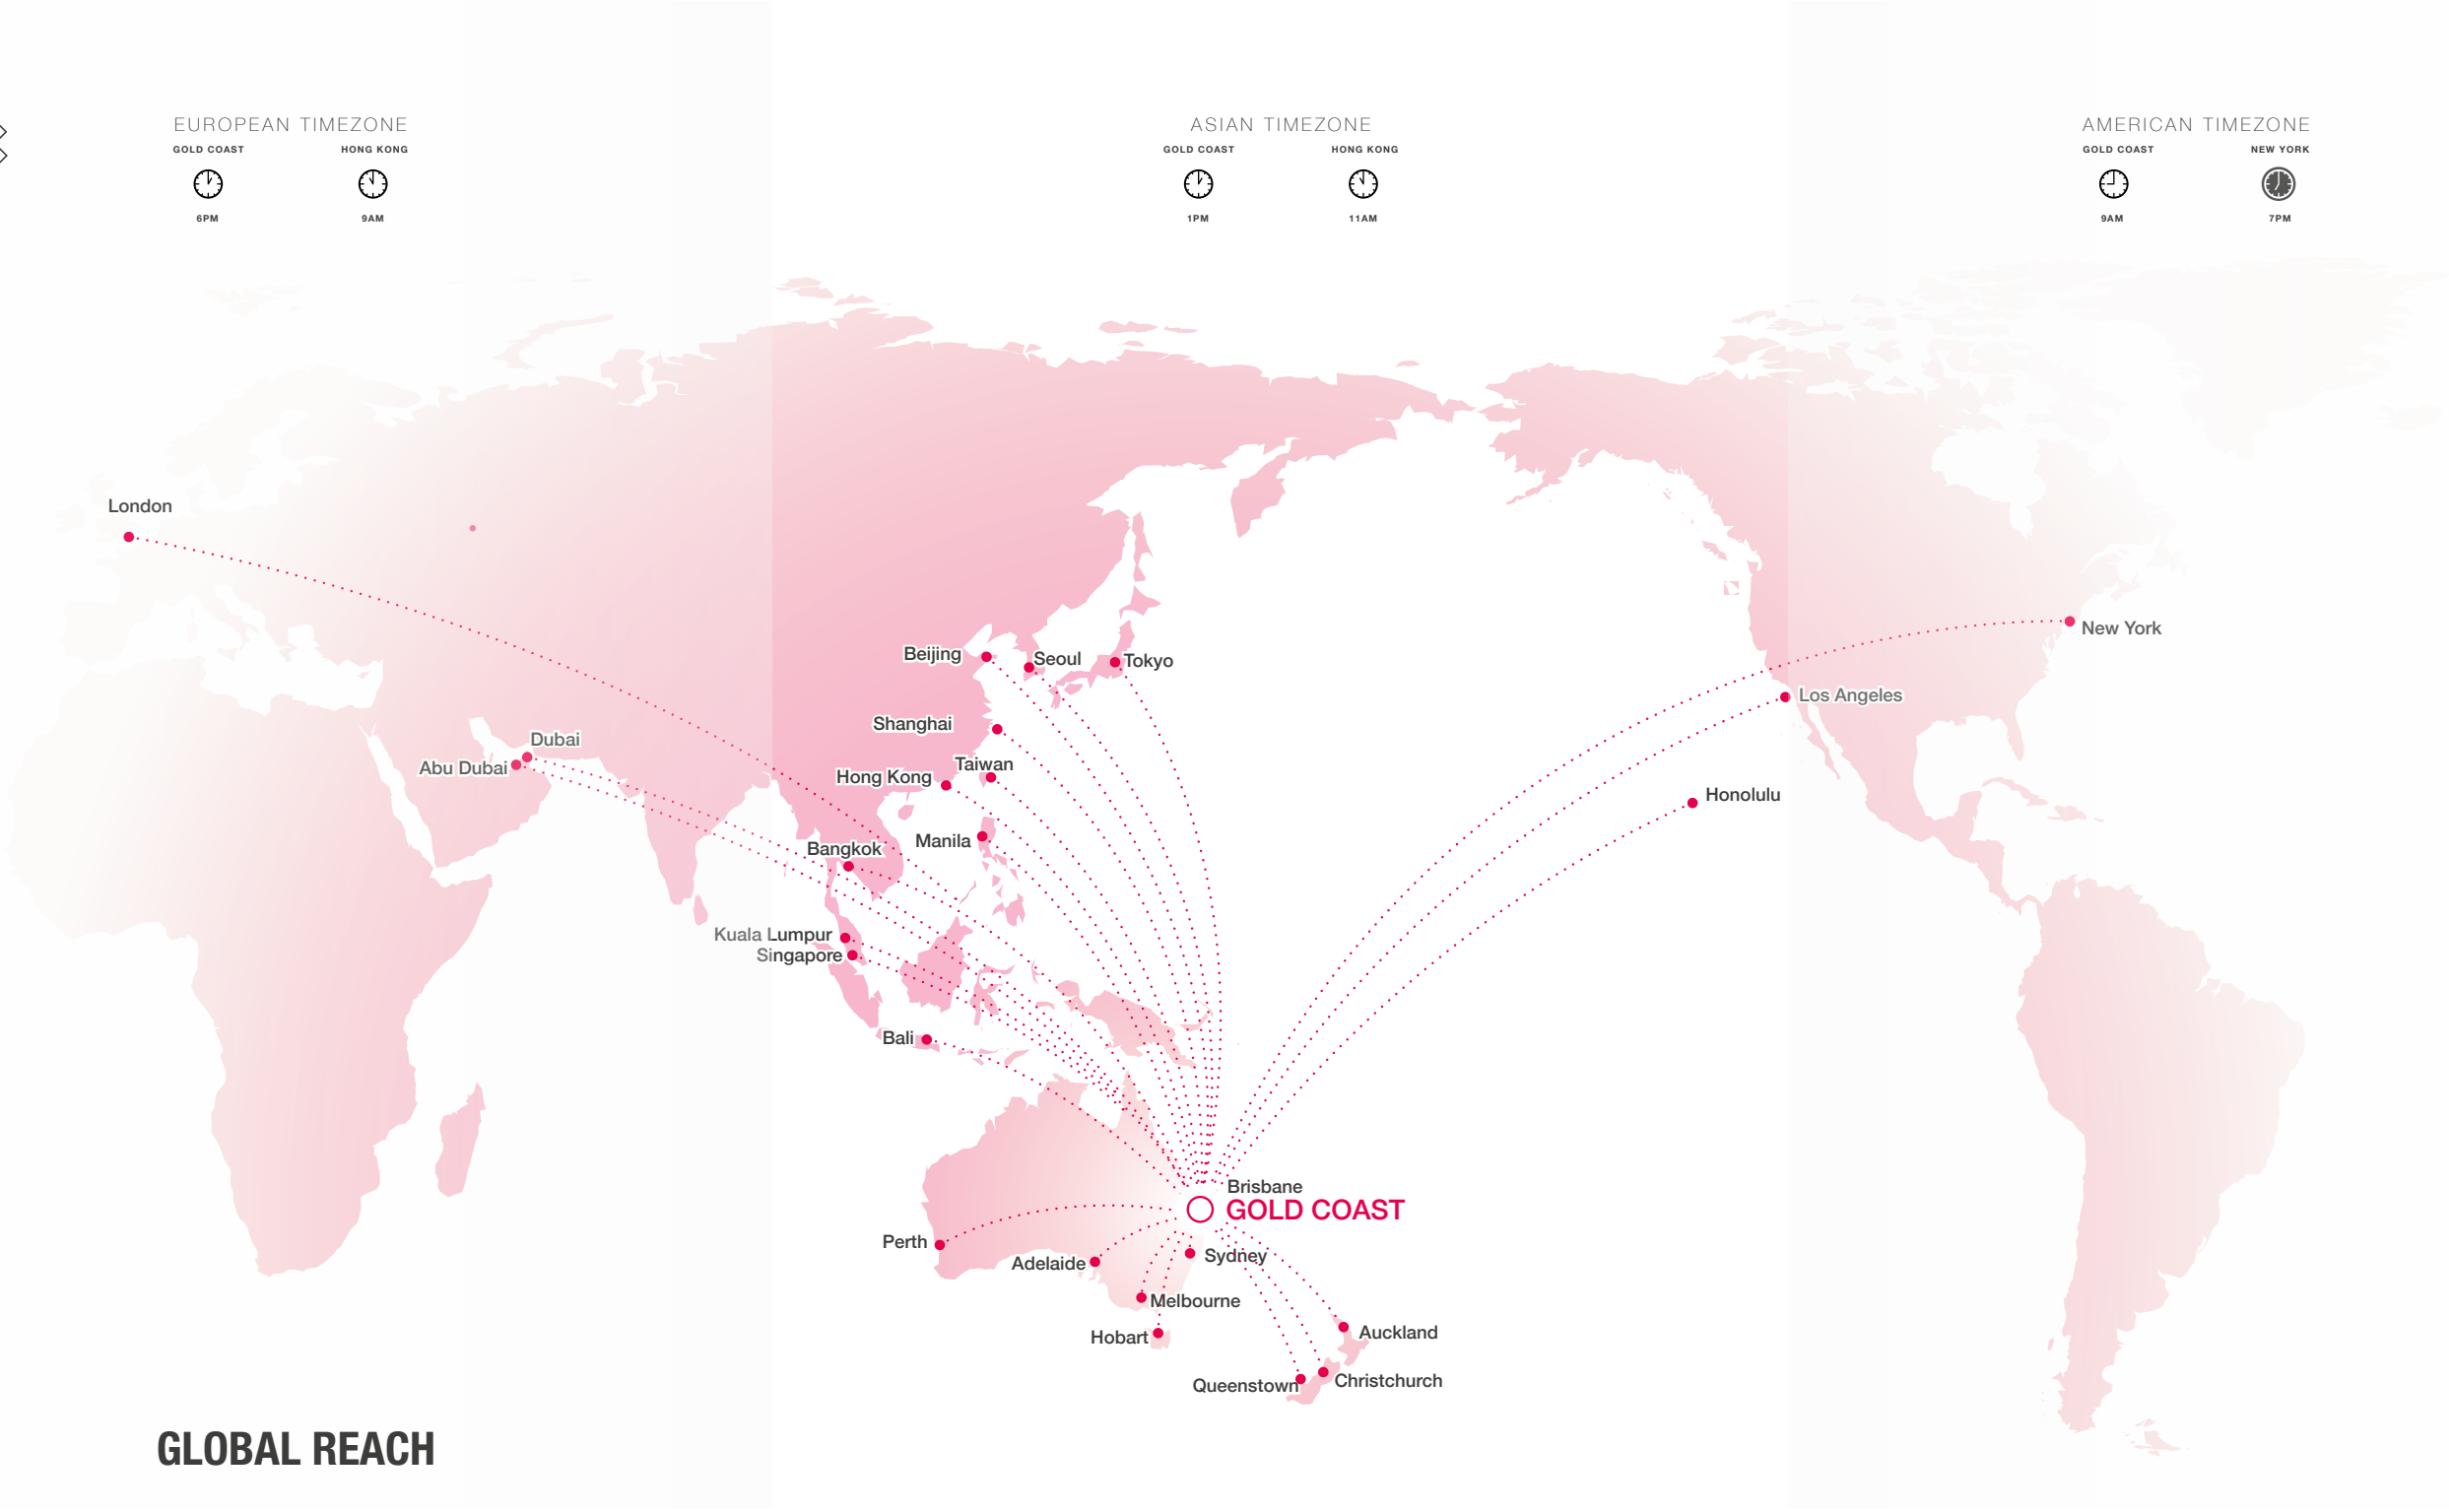 EUROPEAN TIMEZONE
GOLD COAST
HONG KONG
6PM
9AM
ASIAN TIMEZONE
GOLD COAST
HONG KONG
1PM
11AM
AMERICAN TIMEZONE
GOLD COAST
NEW YORK
9AM
7PM
London
New York
Beijing
Seoul
Tokyo
Los Angeles
Shanghai
Dubai
Abu Dubai
Taiwan
Hong Kong
Honolulu
Manila
Bangkok
Kuala Lumpur
Singapore
Bali
Brisbane
GOLD COAST
Perth
Adelaide
Sydney
Melbourne
Hobart
Auckland
Queenstown
Christchurch
GLOBAL REACH